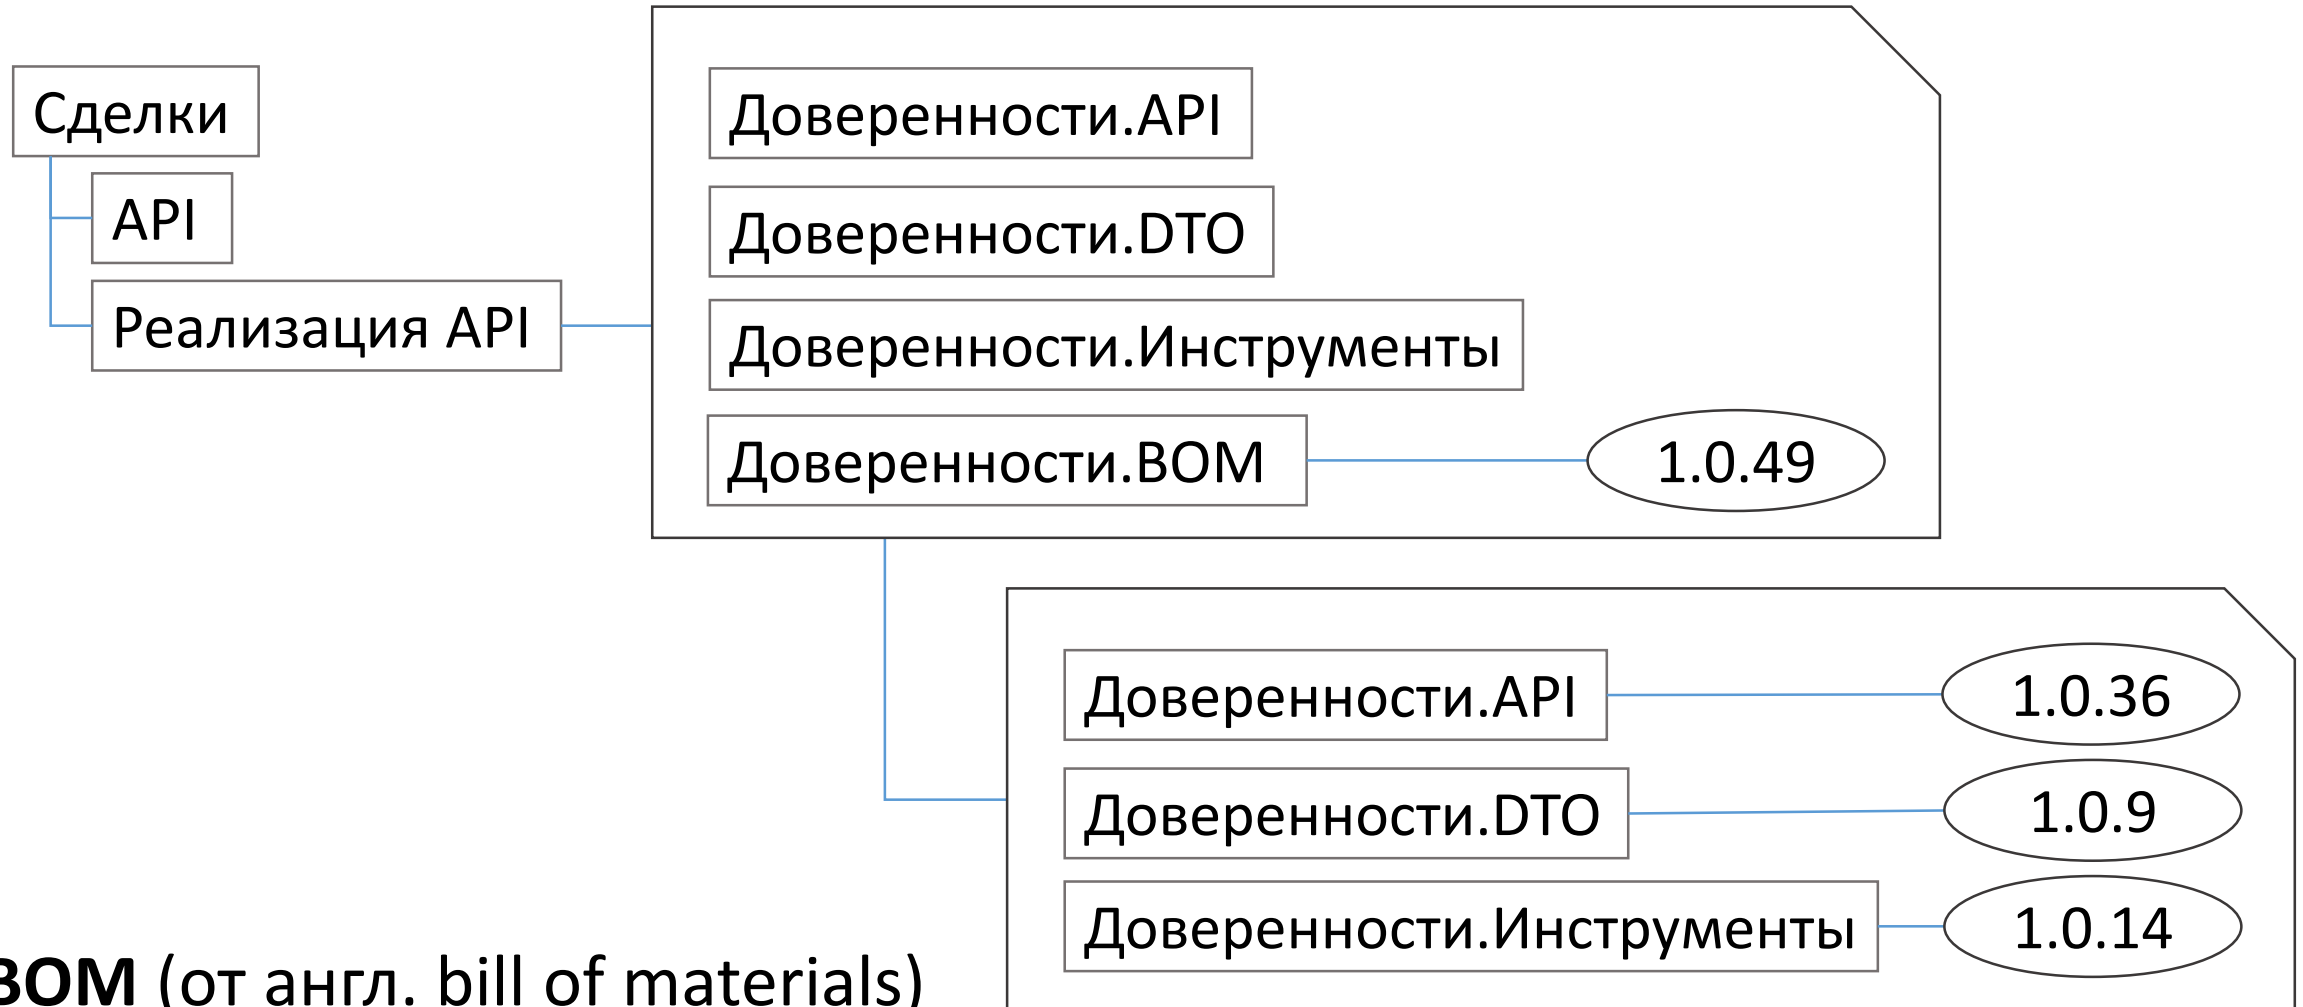 Сделки
API
Реализация API
Доверенности.API
Доверенности.DTO
Доверенности.Инструменты
Доверенности.BOM 1.0.49
Доверенности.API 1.0.36
Доверенности.DTO 1.0.9
Доверенности.Инструменты 1.0.14
BOM (от англ. bill of materials)